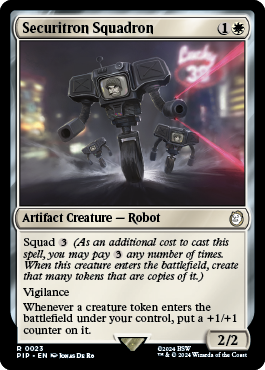 Securitron Squadron 1
Lucky
38
Artifact Creature — Robot
Squad 3 (As an additional cost to cast this
spell, you may pay 3 any number of times.
When this creature enters the battlefield, create
that many tokens that are copies of it.)
Vigilance
Whenever a creature token enters the
battlefield under your control, put a +1/+1
counter on it.
2/2
R 0023
PIP • EN Jonas De Ro
©2024 BSW
™ & © 2024 Wizards of the Coast